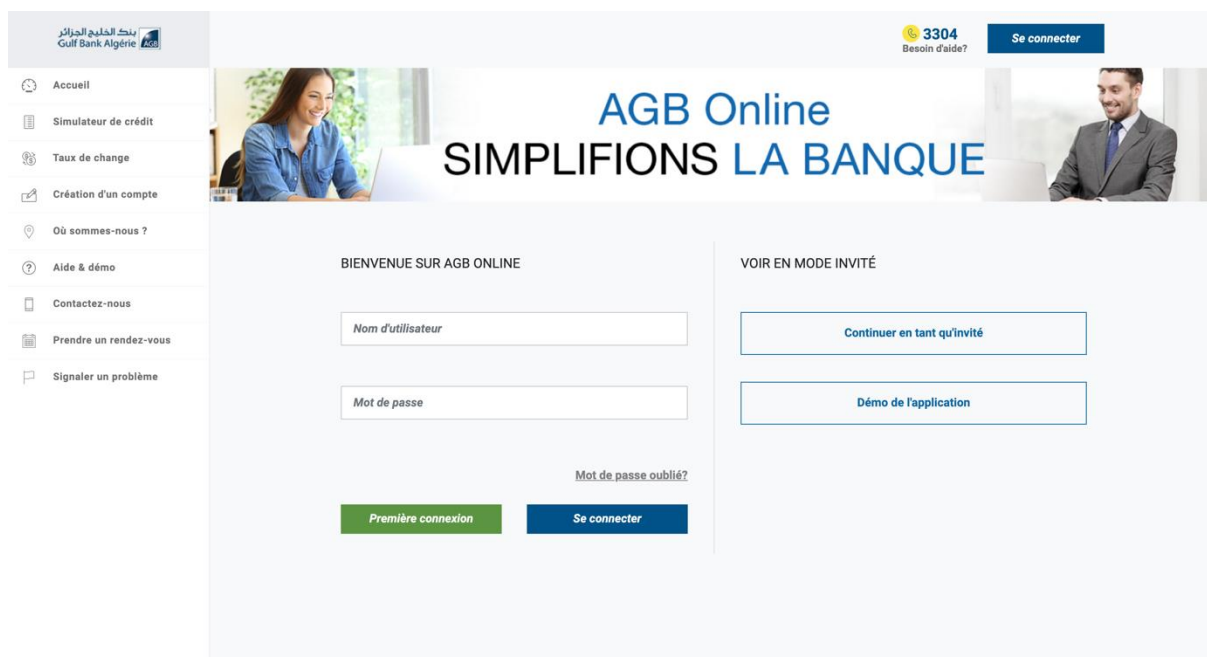 بنك الخليج الجزائر
Gulf Bank Algérie AGB
3304
Besoin d'aide?
Se connecter
Accueil
Simulateur de crédit
Taux de change
Création d'un compte
Où sommes-nous ?
Aide & démo
Contactez-nous
Prendre un rendez-vous
Signaler un problème
AGB Online
SIMPLIFIONS LA BANQUE
BIENVENUE SUR AGB ONLINE
Nom d'utilisateur
Mot de passe
Mot de passe oublié?
Première connexion
Se connecter
VOIR EN MODE INVITÉ
Continuer en tant qu'invité
Démo de l'application